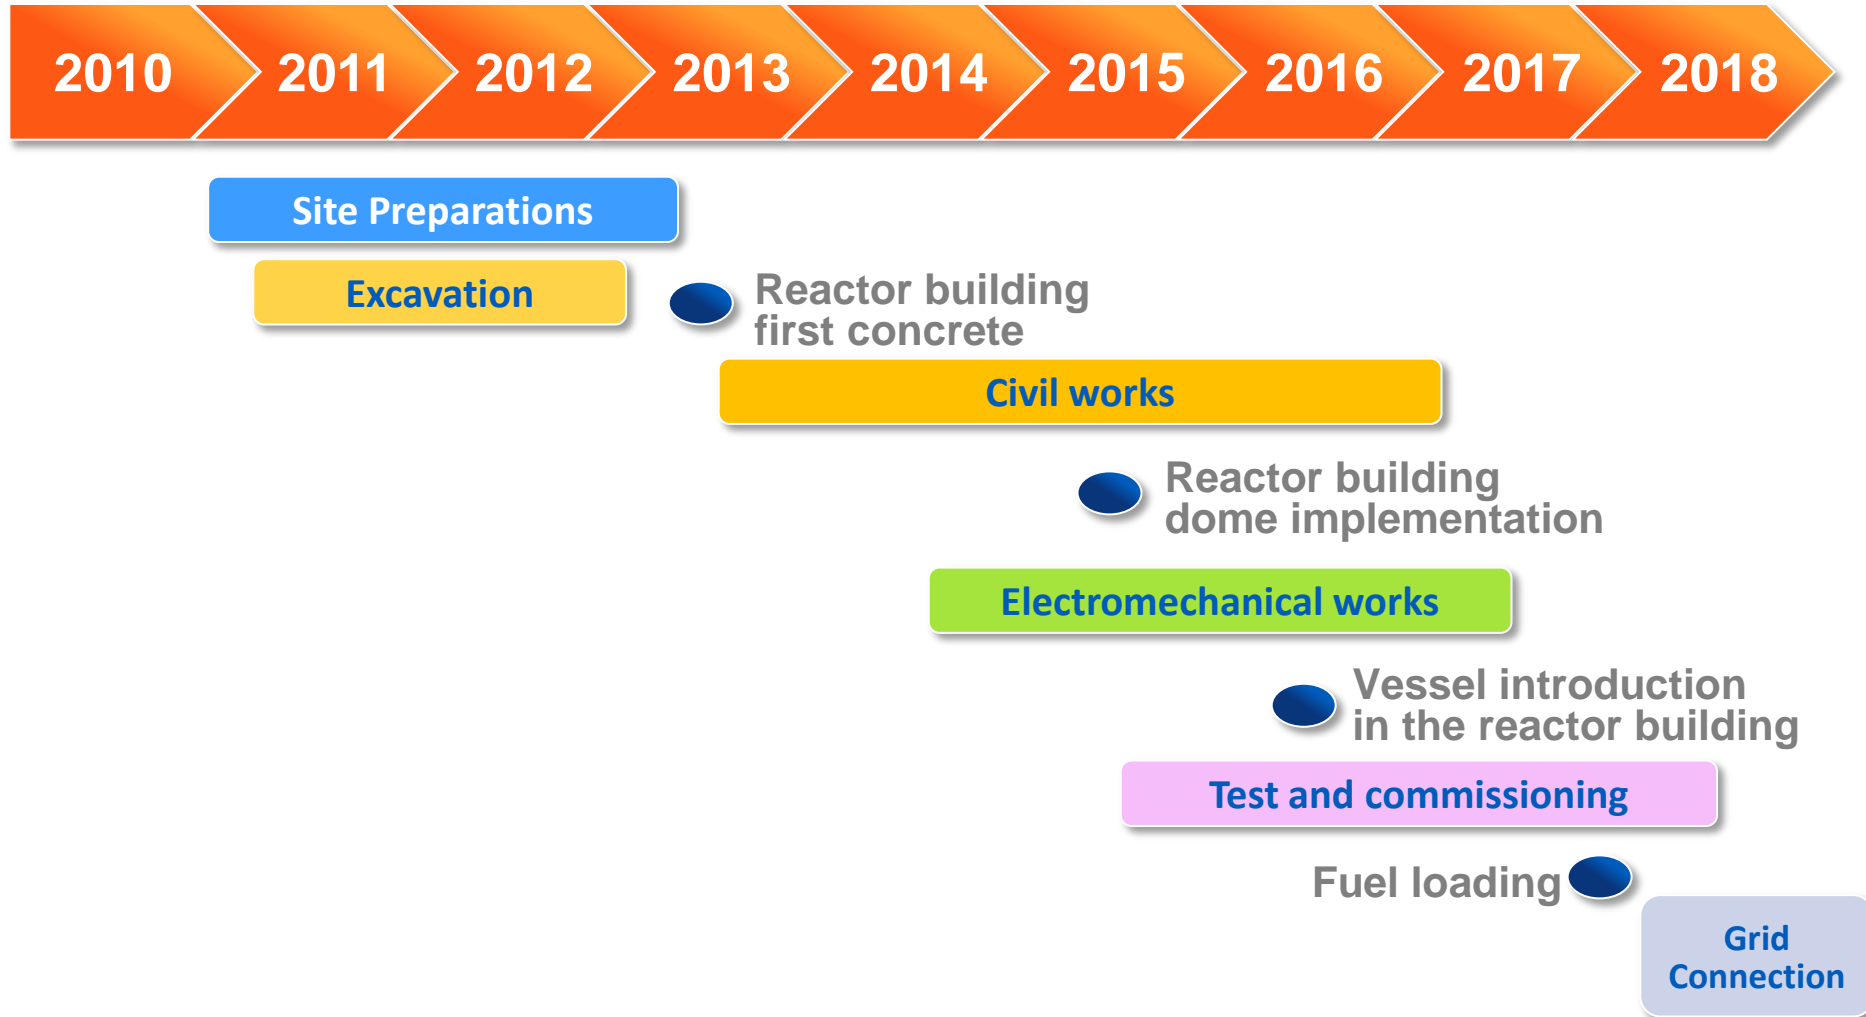 2010 2011 2012 2013 2014 2015 2016 2017 2018
Site Preparations
Excavation
Reactor building
first concrete
Civil works
Reactor building
dome implementation
Electromechanical works
Vessel introduction
in the reactor building
Test and commissioning
Fuel loading
Grid
Connection